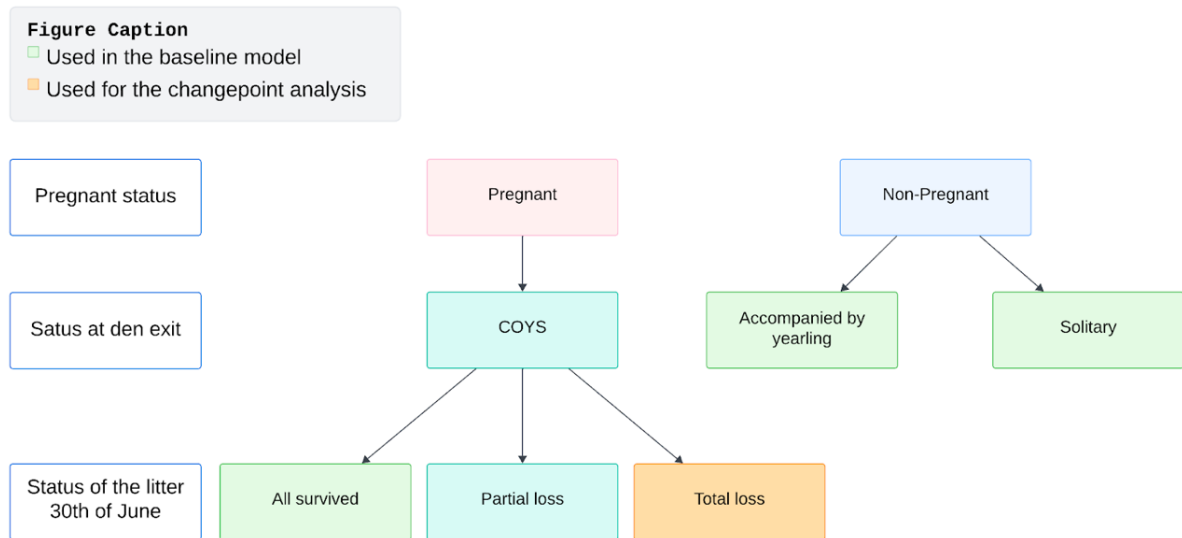 Figure Caption
Used in the baseline model
Used for the changepoint analysis
Pregnant status
Pregnant
Non-Pregnant
Satus at den exit
COYS
Accompanied by
yearling
Solitary
Status of the litter
30th of June
All survived
Partial loss
Total loss